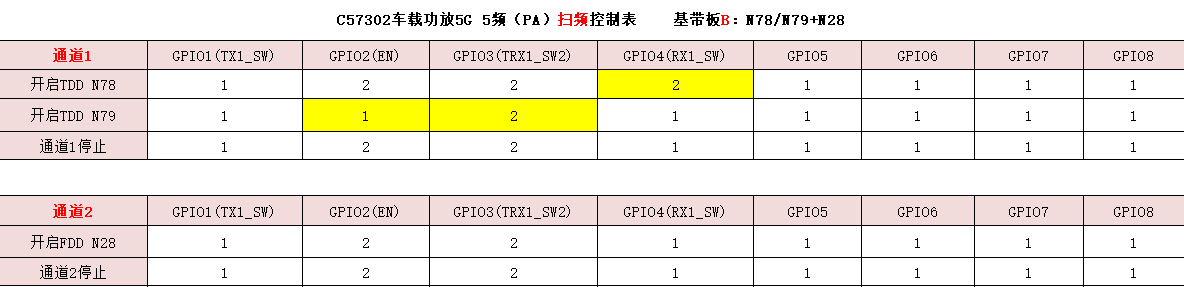 C57302车载功放5G 5频（PA）扫频控制表 基带板B：N78/N79+N28
通道1 GPIO1(TX1_SW) GPIO2(EN) GPIO3(TRX1_SW2) GPIO4(RX1_SW) GPIO5 GPIO6 GPIO7 GPIO8
开启TDD N78 1 2 2 2 1 1 1 1
开启TDD N79 1 1 2 1 1 1 1 1
通道1停止 1 2 2 1 1 1 1 1
通道2 GPIO1(TX1_SW) GPIO2(EN) GPIO3(TRX1_SW2) GPIO4(RX1_SW) GPIO5 GPIO6 GPIO7 GPIO8
开启FDD N28 1 2 2 1 1 1 1 1
通道2停止 1 2 2 1 1 1 1 1